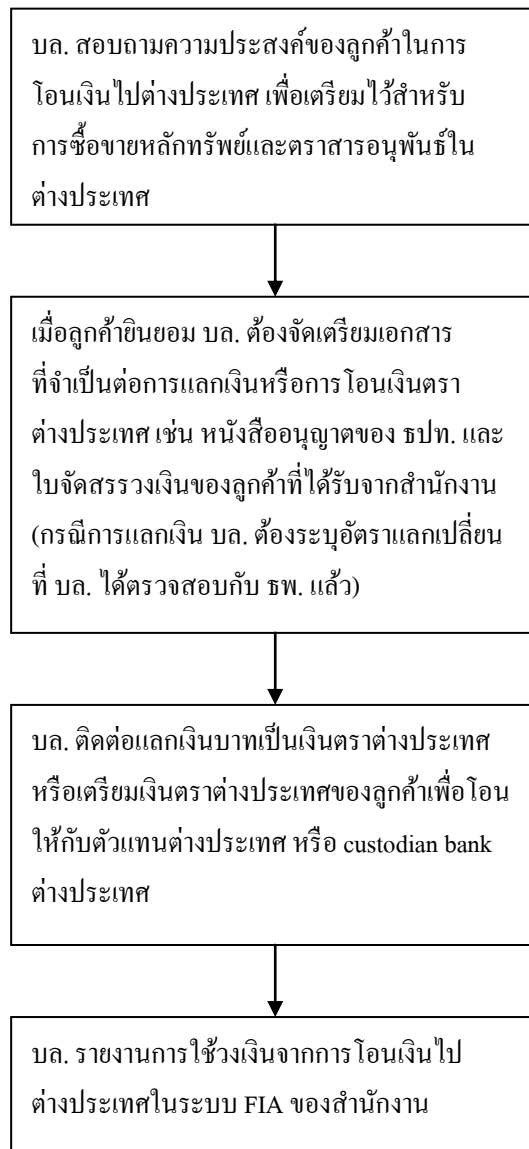 บล. สอบถามความประสงค์ของลูกค้าในการ
โอนเงินไปต่างประเทศ เพื่อเตรียมไว้สำหรับ
การซื้อขายหลักทรัพย์และตราสารอนุพันธ์ใน
ต่างประเทศ
เมื่อลูกค้ายินยอม บล. ต้องจัดเตรียมเอกสาร
ที่จำเป็นต่อการแลกเงินหรือการโอนเงินตรา
ต่างประเทศ เช่น หนังสืออนุญาตของ ธปท. และ
ใบจัดสรรวงเงินของลูกค้าที่ได้รับจากสำนักงาน
(กรณีการแลกเงิน บล. ต้องระบุอัตราแลกเปลี่ยน
ที่ บล. ได้ตรวจสอบกับ ธพ. แล้ว)
บล. ติดต่อแลกเงินบาทเป็นเงินตราต่างประเทศ
หรือเตรียมเงินตราต่างประเทศของลูกค้าเพื่อโอน
ให้กับตัวแทนต่างประเทศ หรือ custodian bank
ต่างประเทศ
บล. รายงานการใช้วงเงินจากการโอนเงินไป
ต่างประเทศในระบบ FIA ของสำนักงาน